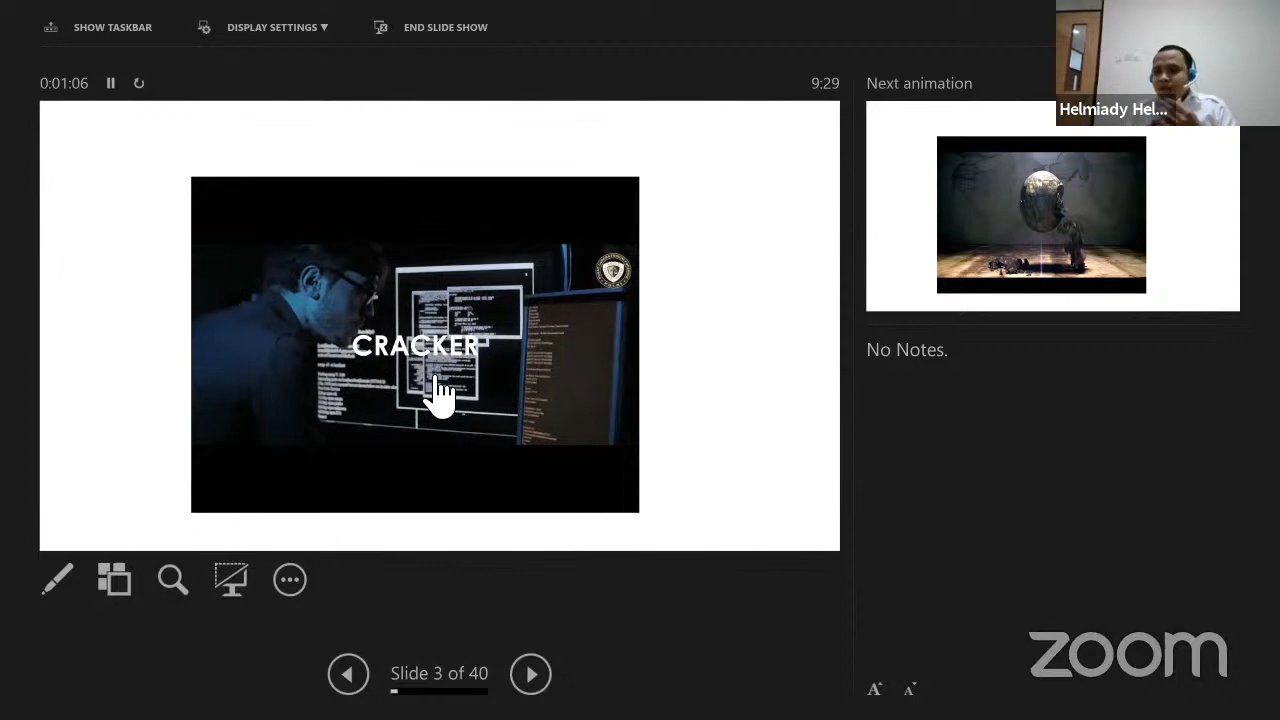 SHOW TASKBAR
DISPLAY SETTINGS ▼
END SLIDE SHOW
0:01:06
9:29
Next animation
Helmiady Hel...
CRACKER
No Notes.
Slide 3 of 40
A A
zoom